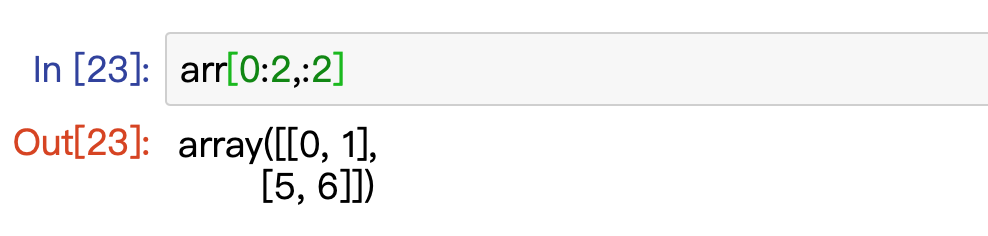 In [23]: arr[0:2,:2]
Out[23]: array([[0, 1],
[5, 6]])